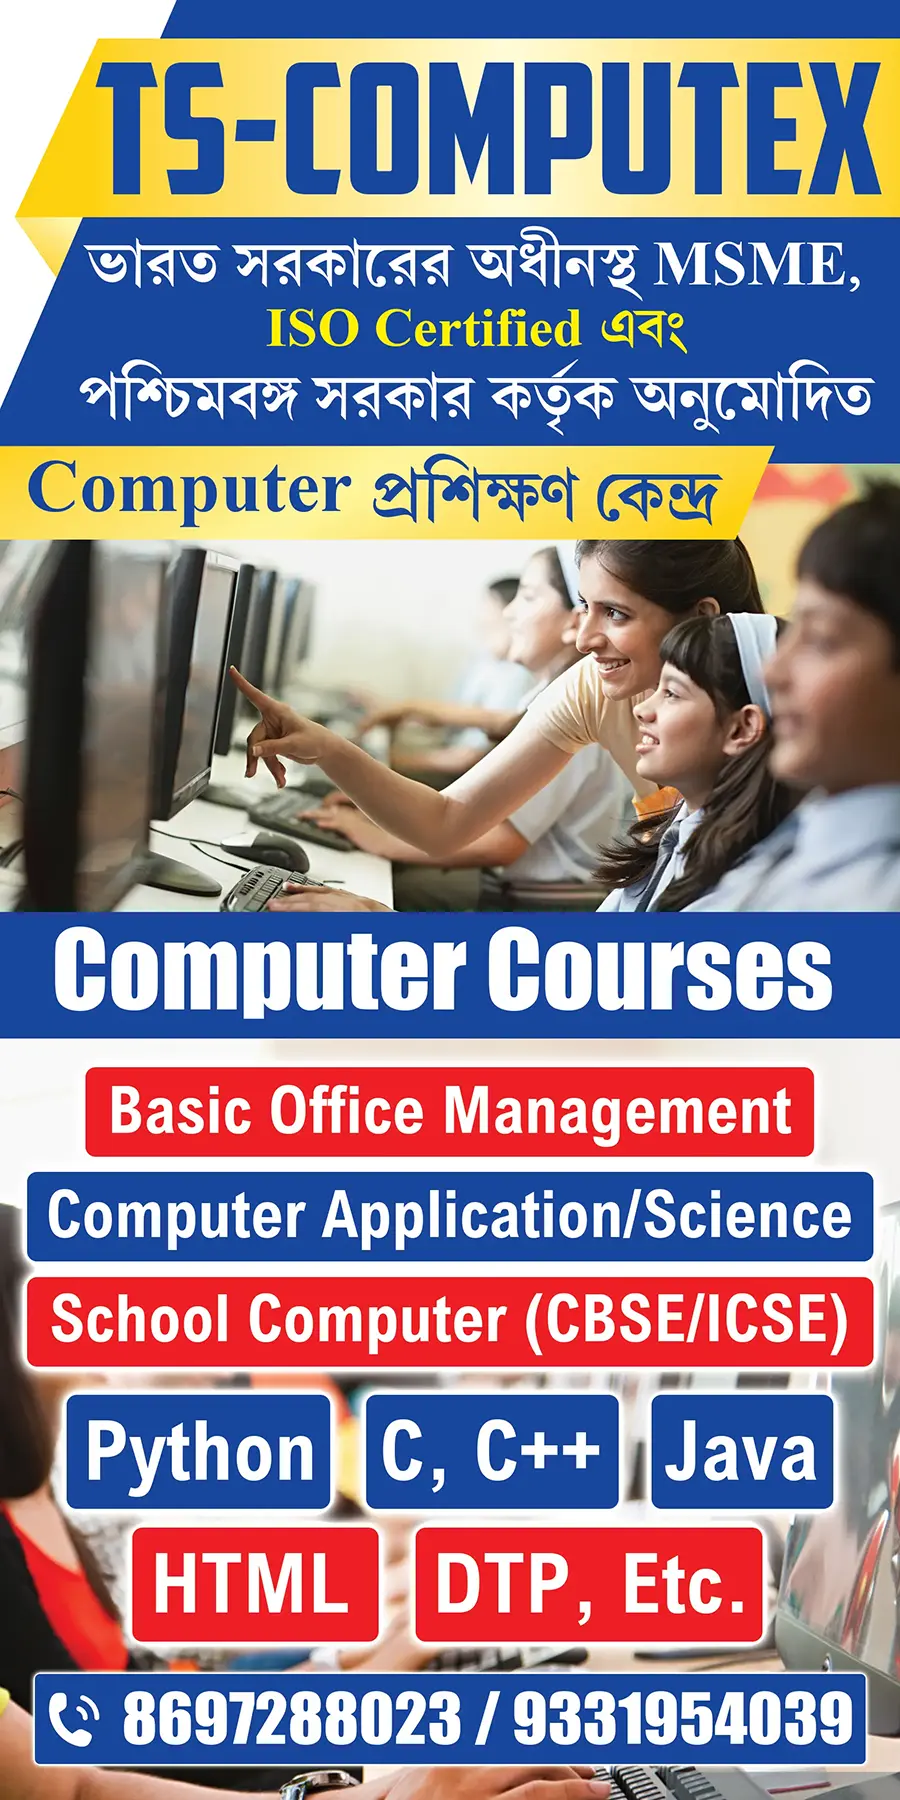 TS-COMPUTEX
ভারত সরকারের অধীনস্থ MSME,
ISO Certified এবং
পশ্চিমবঙ্গ সরকার কর্তৃক অনুমোদিত
Computer প্রশিক্ষণ কেন্দ্র
Computer Courses
Basic Office Management
Computer Application/Science
School Computer (CBSE/ICSE)
Python C, C++ Java
HTML DTP, Etc.
8697288023 / 9331954039